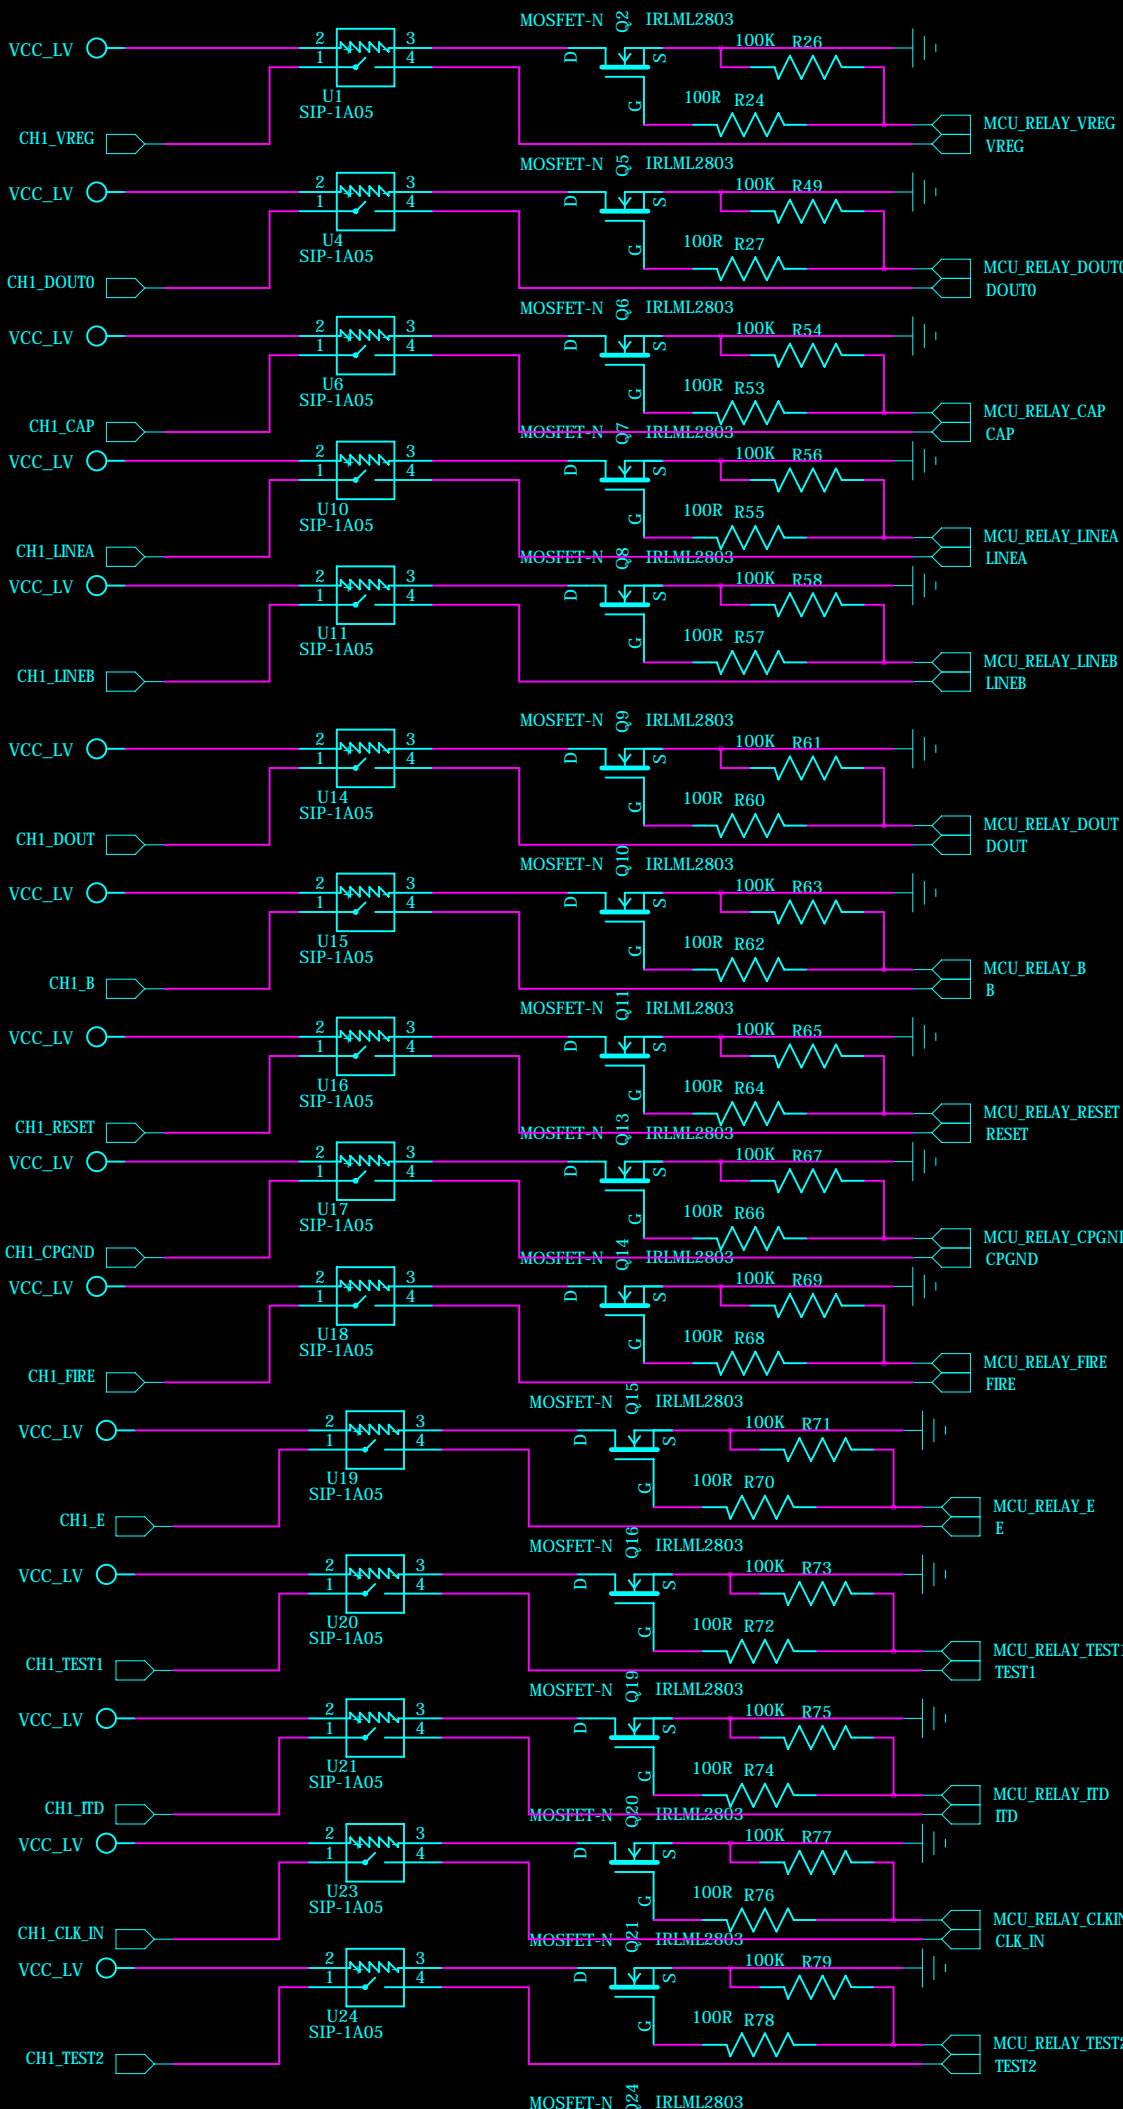 MOSFET-N Q2 IRLML2803
VCC_LV 2 3 D S 100K R26
1 4
U1 G 100R R24
SIP-1A05 MCU_RELAY_VREG
CH1_VREG VREG
MOSFET-N Q5 IRLML2803
VCC_LV 2 3 D S 100K R49
1 4
U4 G 100R R27
SIP-1A05 MCU_RELAY_DOUT0
CH1_DOUT0 DOUT0
MOSFET-N Q6 IRLML2803
VCC_LV 2 3 D S 100K R54
1 4
U6 G 100R R53
SIP-1A05 MCU_RELAY_CAP
CH1_CAP CAP
MOSFET-N Q7 IRLML2803
VCC_LV 2 3 D S 100K R56
1 4
U10 G 100R R55
SIP-1A05 MCU_RELAY_LINEA
CH1_LINEA LINEA
MOSFET-N Q8 IRLML2803
VCC_LV 2 3 D S 100K R58
1 4
U11 G 100R R57
SIP-1A05 MCU_RELAY_LINEB
CH1_LINEB LINEB
MOSFET-N Q9 IRLML2803
VCC_LV 2 3 D S 100K R61
1 4
U14 G 100R R60
SIP-1A05 MCU_RELAY_DOUT
CH1_DOUT DOUT
MOSFET-N Q10 IRLML2803
VCC_LV 2 3 D S 100K R63
1 4
U15 G 100R R62
SIP-1A05 MCU_RELAY_B
CH1_B B
MOSFET-N Q11 IRLML2803
VCC_LV 2 3 D S 100K R65
1 4
U16 G 100R R64
SIP-1A05 MCU_RELAY_RESET
CH1_RESET RESET
MOSFET-N Q13 IRLML2803
VCC_LV 2 3 D S 100K R67
1 4
U17 G 100R R66
SIP-1A05 MCU_RELAY_CPGND
CH1_CPGND CPGND
MOSFET-N Q14 IRLML2803
VCC_LV 2 3 D S 100K R69
1 4
U18 G 100R R68
SIP-1A05 MCU_RELAY_FIRE
CH1_FIRE FIRE
MOSFET-N Q15 IRLML2803
VCC_LV 2 3 D S 100K R71
1 4
U19 G 100R R70
SIP-1A05 MCU_RELAY_E
CH1_E E
MOSFET-N Q16 IRLML2803
VCC_LV 2 3 D S 100K R73
1 4
U20 G 100R R72
SIP-1A05 MCU_RELAY_TEST1
CH1_TEST1 TEST1
MOSFET-N Q19 IRLML2803
VCC_LV 2 3 D S 100K R75
1 4
U21 G 100R R74
SIP-1A05 MCU_RELAY_ITD
CH1_ITD ITD
MOSFET-N Q20 IRLML2803
VCC_LV 2 3 D S 100K R77
1 4
U23 G 100R R76
SIP-1A05 MCU_RELAY_CLKIN
CH1_CLK_IN CLK_IN
MOSFET-N Q21 IRLML2803
VCC_LV 2 3 D S 100K R79
1 4
U24 G 100R R78
SIP-1A05 MCU_RELAY_TEST2
CH1_TEST2 TEST2
MOSFET-N Q24 IRLML2803